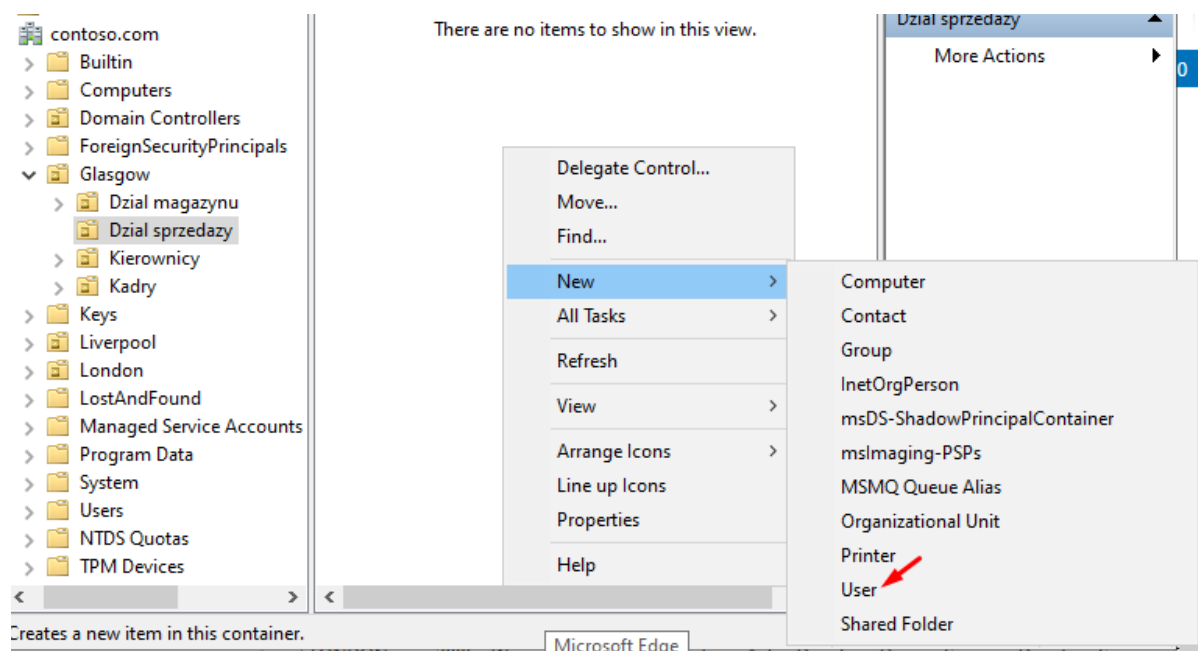 contoso.com
Builtin
Computers
Domain Controllers
ForeignSecurityPrincipals
Glasgow
Dzial magazynu
Dzial sprzedazy
Kierownicy
Kadry
Keys
Liverpool
London
LostAndFound
Managed Service Accounts
Program Data
System
Users
NTDS Quotas
TPM Devices
Creates a new item in this container.
There are no items to show in this view.
Delegate Control...
Move...
Find...
New
All Tasks
Refresh
View
Arrange Icons
Line up Icons
Properties
Help
Microsoft Edge
Dzial sprzedazy
More Actions
0
Computer
Contact
Group
InetOrgPerson
msDS-ShadowPrincipalContainer
msImaging-PSPs
MSMQ Queue Alias
Organizational Unit
Printer
User
Shared Folder